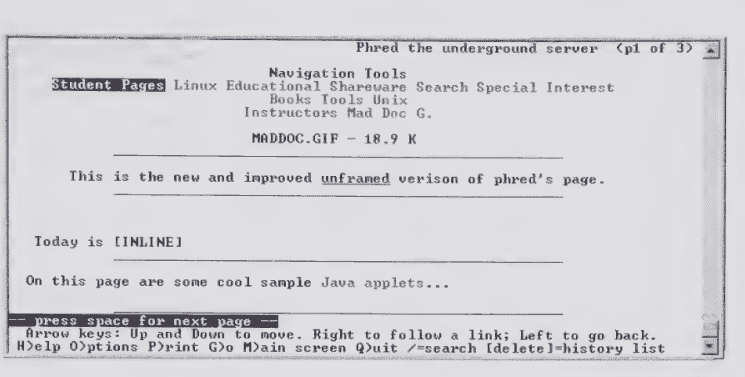 Phred the underground server (p1 of 3)
Navigation Tools
Student Pages Linux Educational Shareware Search Special Interest
Books Tools Unix
Instructors Mad Doc G.
MADDOC.GIF - 18.9 K
This is the new and improved unframed verison of phred's page.
Today is [INLINE]
On this page are some cool sample Java applets...
-- press space for next page --
Arrow keys: Up and Down to move. Right to follow a link; Left to go back.
H)elp O)ptions P)rint G)o M)ain screen Q)uit /=search [delete]=history list